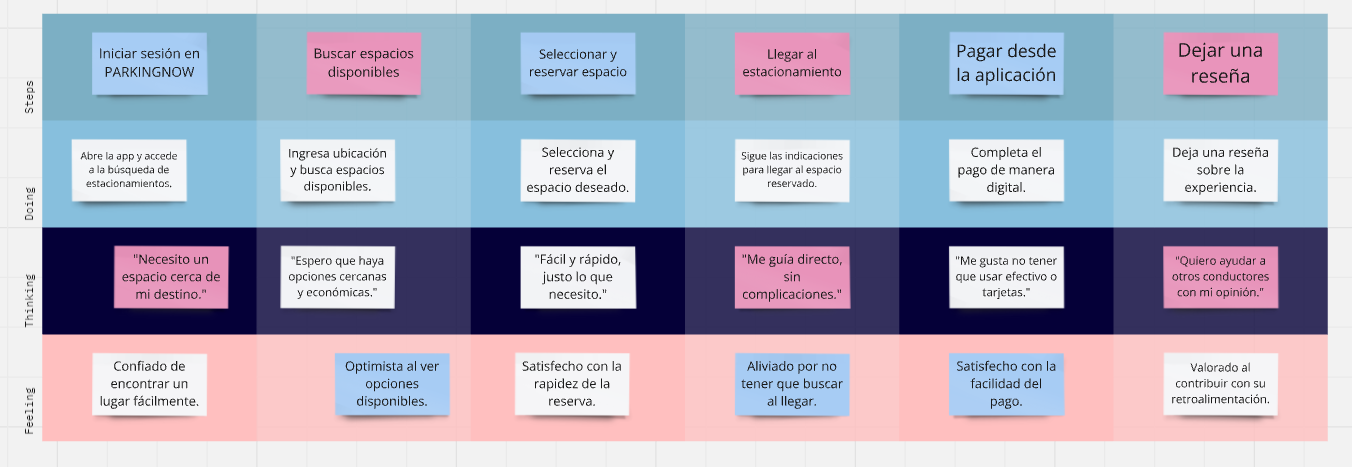 Steps
Iniciar sesión en
PARKINGNOW
Buscar espacios
disponibles
Seleccionar y
reservar espacio
Llegar al
estacionamiento
Pagar desde
la aplicación
Dejar una
reseña
Doing
Abre la app y accede
a la búsqueda de
estacionamientos.
Ingresa ubicación
y busca espacios
disponibles.
Selecciona y
reserva el
espacio deseado.
Sigue las indicaciones
para llegar al espacio
reservado.
Completa el
pago de manera
digital.
Deja una reseña
sobre la
experiencia.
Thinking
"Necesito un
espacio cerca de
mi destino."
"Espero que haya
opciones cercanas
y económicas."
"Fácil y rápido,
justo lo que
necesito."
"Me guía directo,
sin
complicaciones."
"Me gusta no tener
que usar efectivo o
tarjetas."
"Quiero ayudar a
otros conductores
con mi opinión."
Feeling
Confiado de
encontrar un
lugar fácilmente.
Optimista al ver
opciones
disponibles.
Satisfecho con la
rapidez de la
reserva.
Aliviado por no
tener que buscar
al llegar.
Satisfecho con la
facilidad del
pago.
Valorado al
contribuir con su
retroalimentación.